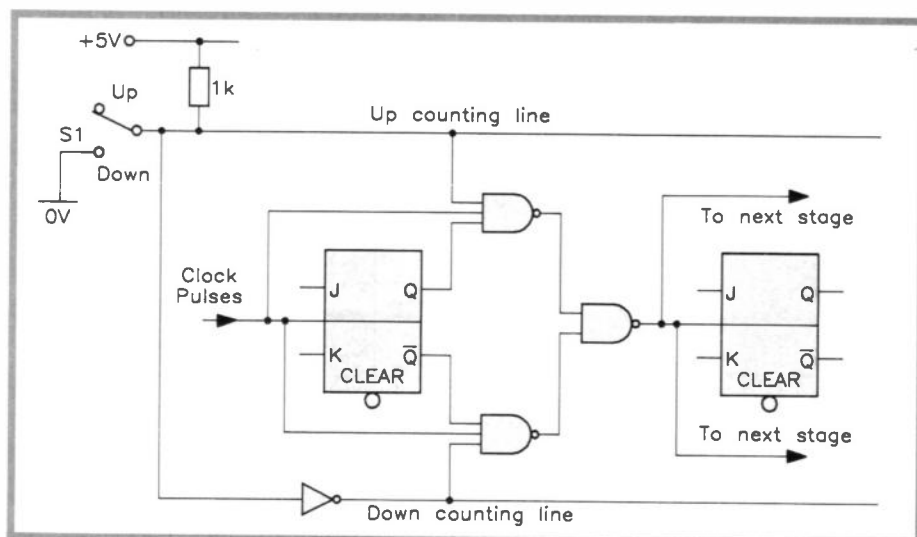 +5V
1k
Up
Up counting line
S1
Down
0V
To next stage
Clock
Pulses
J Q
J Q
K Q̅
K Q̅
CLEAR
CLEAR
To next stage
Down counting line